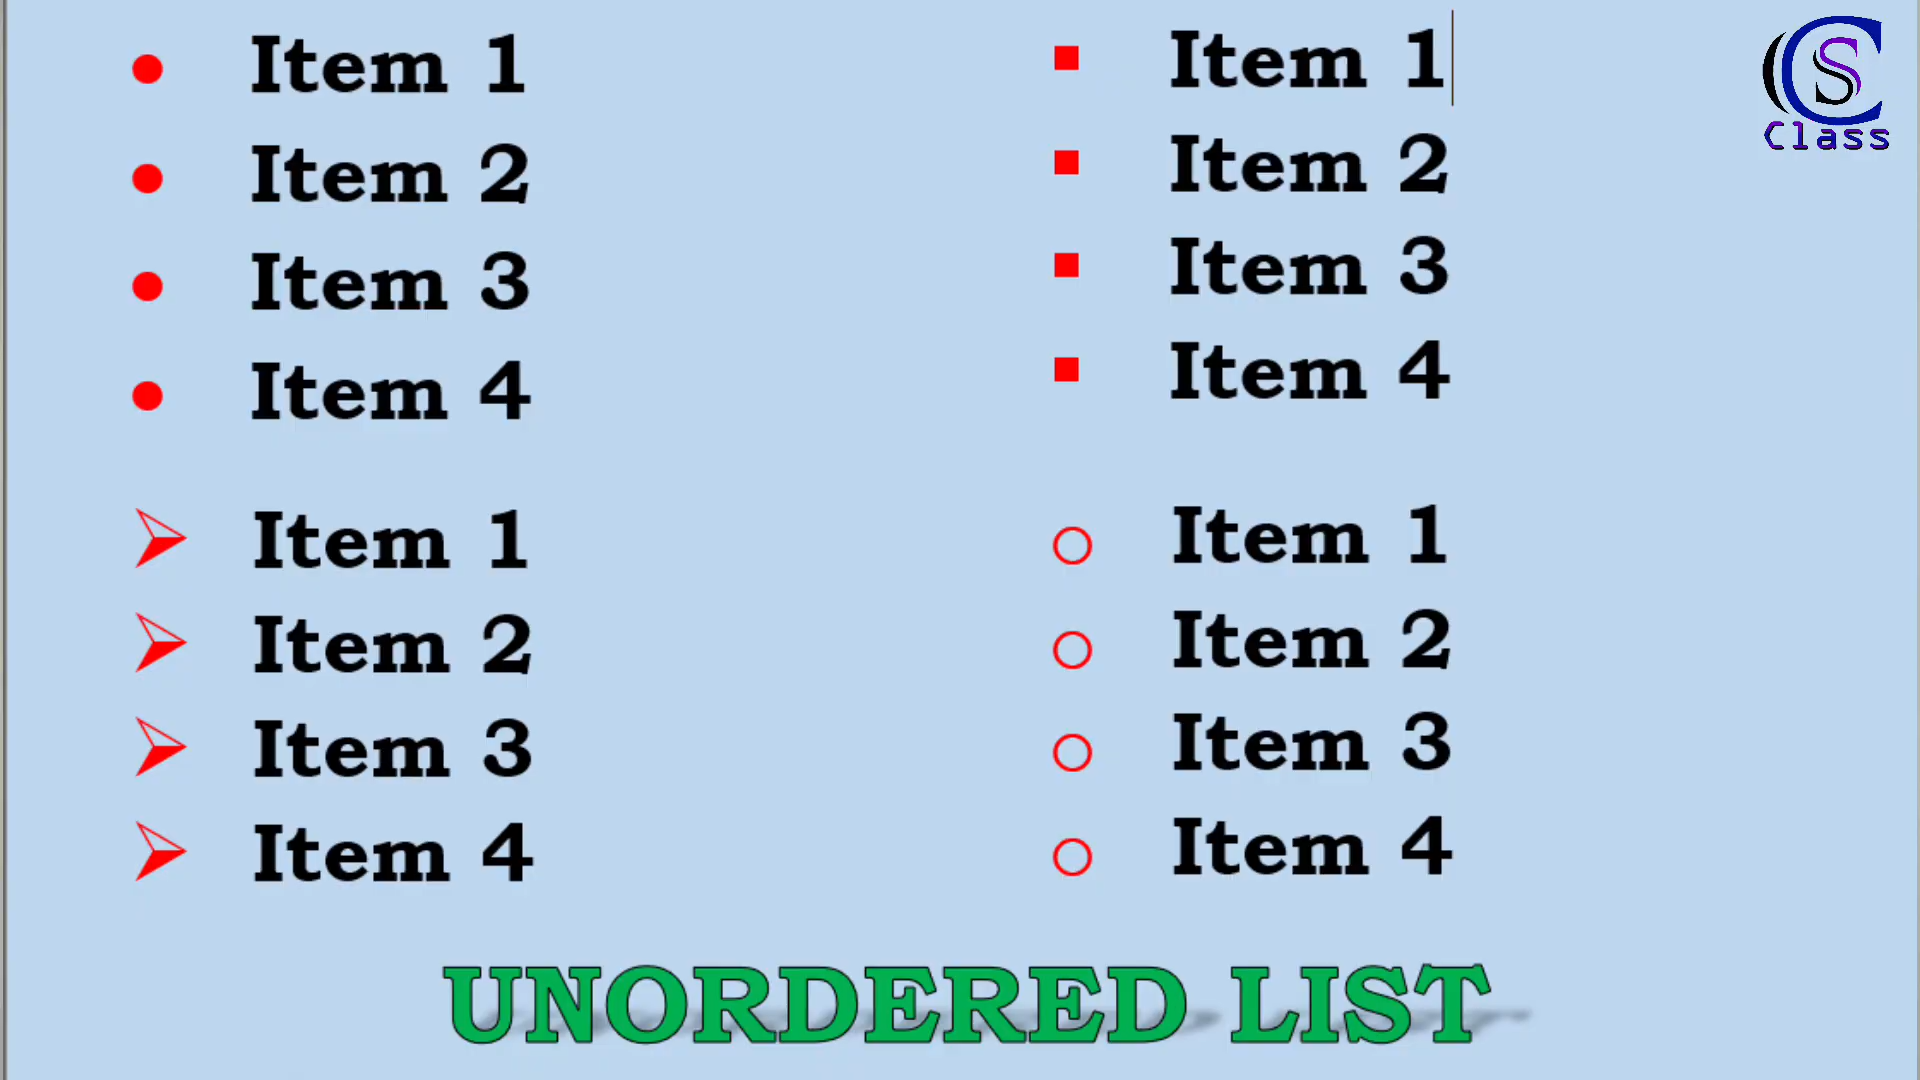 • Item 1
• Item 2
• Item 3
• Item 4
▪ Item 1
▪ Item 2
▪ Item 3
▪ Item 4
➢ Item 1
➢ Item 2
➢ Item 3
➢ Item 4
○ Item 1
○ Item 2
○ Item 3
○ Item 4
UNORDERED LIST
CS
Class